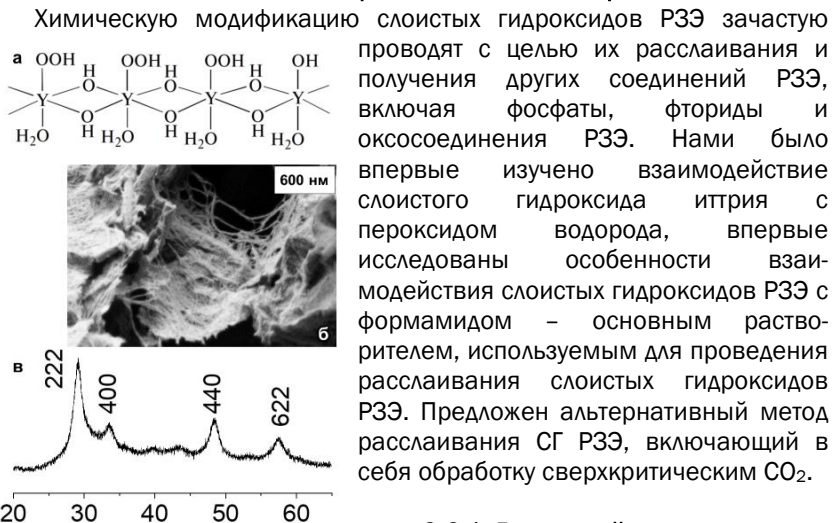 Химическую модификацию слоистых гидроксидов РЗЭ зачастую
проводят с целью их расслаивания и
получения других соединений РЗЭ,
включая фосфаты, фториды и
оксосоединения РЗЭ. Нами было
впервые изучено взаимодействие
слоистого гидроксида иттрия с
пероксидом водорода, впервые
исследованы особенности взаи-
модействия слоистых гидроксидов РЗЭ с
формамидом – основным раство-
рителем, используемым для проведения
расслаивания слоистых гидроксидов
РЗЭ. Предложен альтернативный метод
расслаивания СГ РЗЭ, включающий в
себя обработку сверхкритическим CO₂.
а
OOH H OOH H OOH H OH
O O O
Y Y Y Y
O O O
H₂O H H₂O H H₂O H H₂O
600 нм
б
в
222
400
440
622
20 30 40 50 60